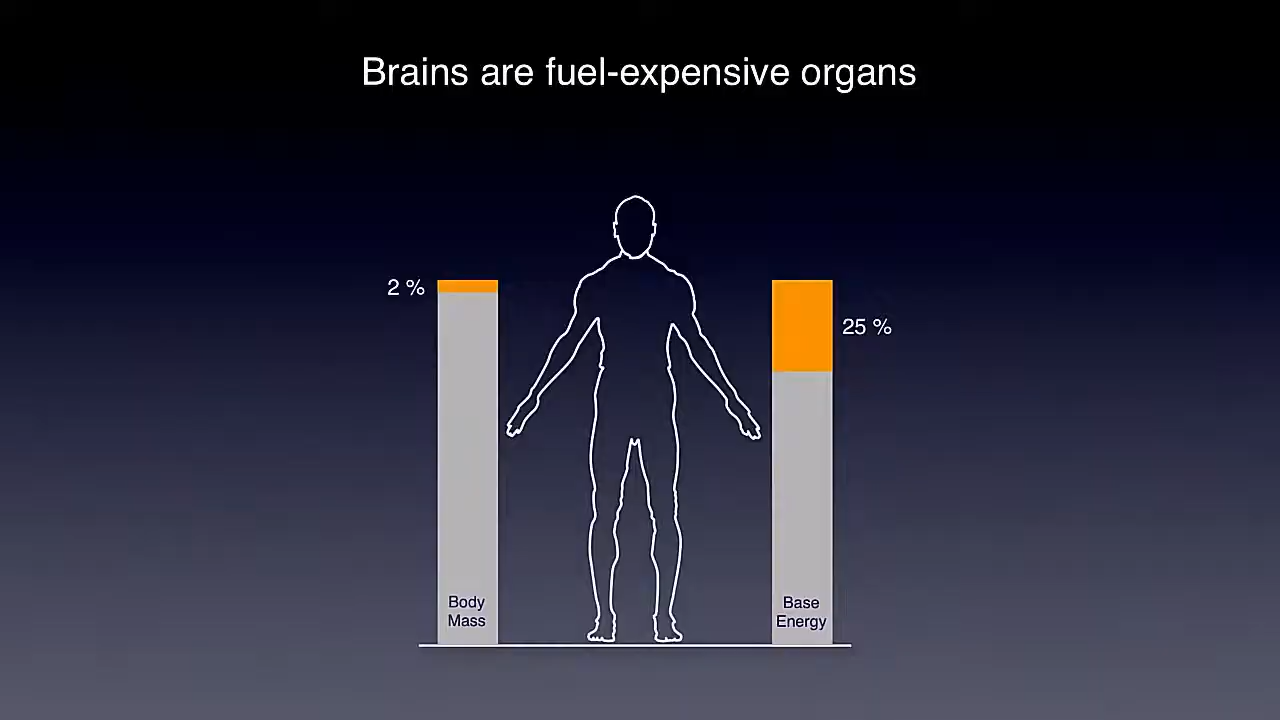 Brains are fuel-expensive organs
2 %
25 %
Body
Mass
Base
Energy